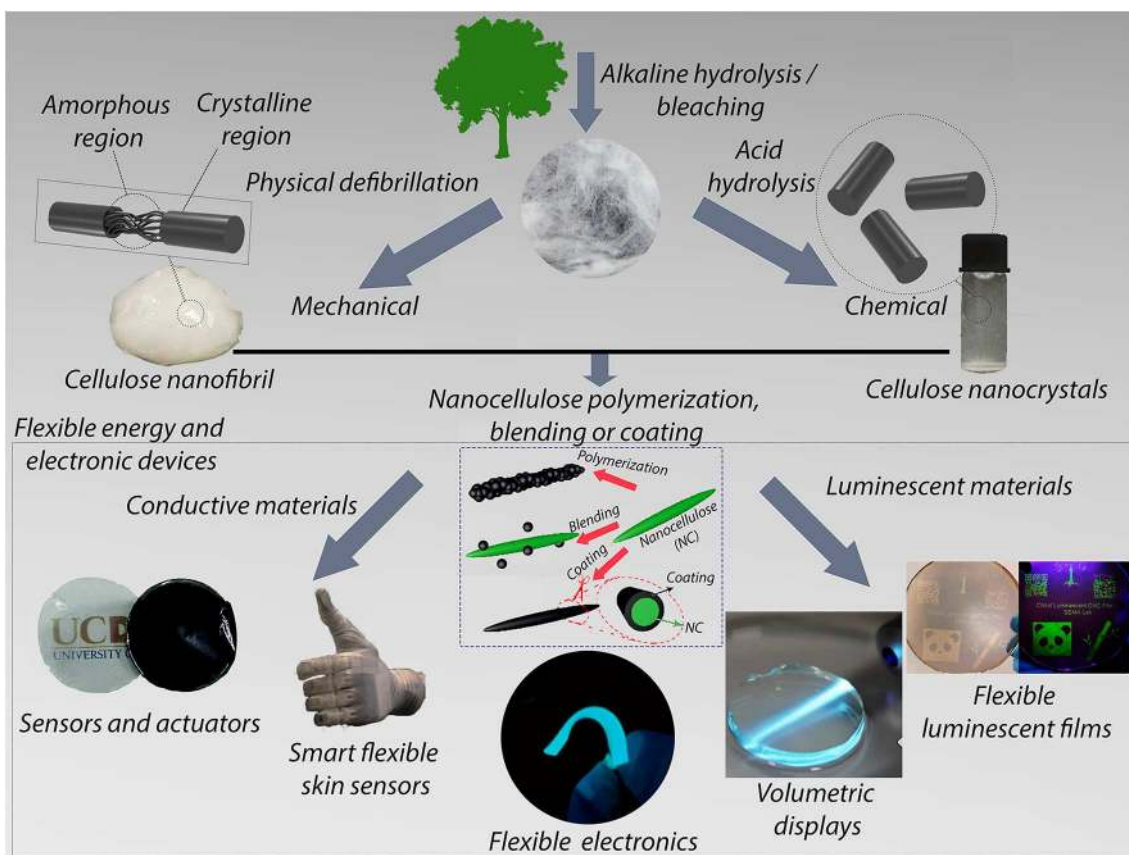 Alkaline hydrolysis /
bleaching
Amorphous
region
Crystalline
region
Physical defibrillation
Acid
hydrolysis
Mechanical
Chemical
Cellulose nanofibril
Cellulose nanocrystals
Nanocellulose polymerization,
blending or coating
Flexible energy and
electronic devices
Conductive materials
Luminescent materials
Polymerization
Blending
Nanocellulose
(NC)
Coating
Coating
NC
UCD
UNIVERSITY
Sensors and actuators
Smart flexible
skin sensors
Flexible electronics
Volumetric
displays
Flexible
luminescent films